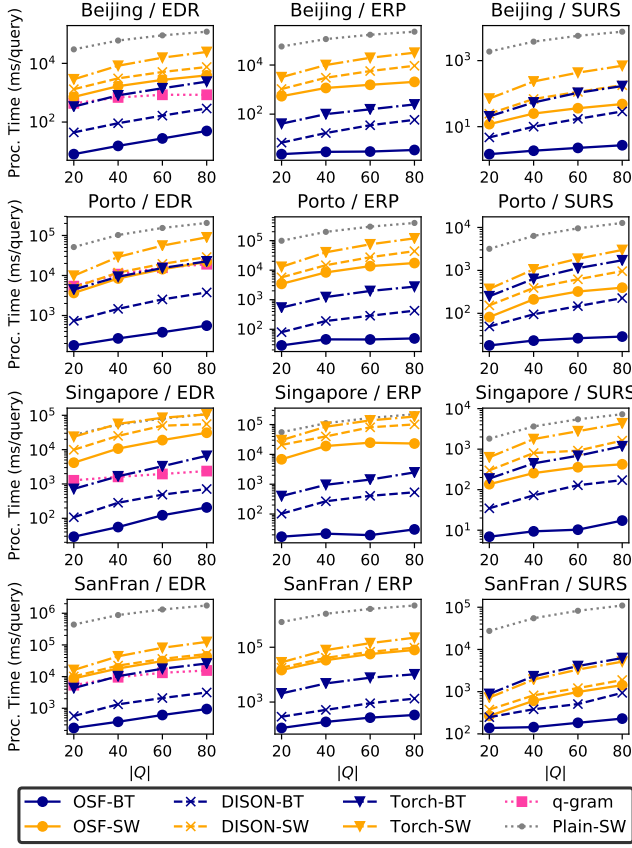 Beijing / EDR
Beijing / ERP
Beijing / SURS
Proc. Time (ms/query)
10^4
10^2
20 40 60 80
10^4
10^2
20 40 60 80
10^3
10^1
20 40 60 80
Porto / EDR
Porto / ERP
Porto / SURS
Proc. Time (ms/query)
10^5
10^4
10^3
20 40 60 80
10^5
10^4
10^3
10^2
20 40 60 80
10^4
10^3
10^2
20 40 60 80
Singapore / EDR
Singapore / ERP
Singapore / SURS
Proc. Time (ms/query)
10^5
10^4
10^3
10^2
20 40 60 80
10^5
10^4
10^3
10^2
20 40 60 80
10^4
10^3
10^2
10^1
20 40 60 80
SanFran / EDR
SanFran / ERP
SanFran / SURS
Proc. Time (ms/query)
10^6
10^5
10^4
10^3
20 40 60 80
|Q|
10^5
10^3
20 40 60 80
|Q|
10^5
10^4
10^3
10^2
20 40 60 80
|Q|
OSF-BT DISON-BT Torch-BT q-gram
OSF-SW DISON-SW Torch-SW Plain-SW